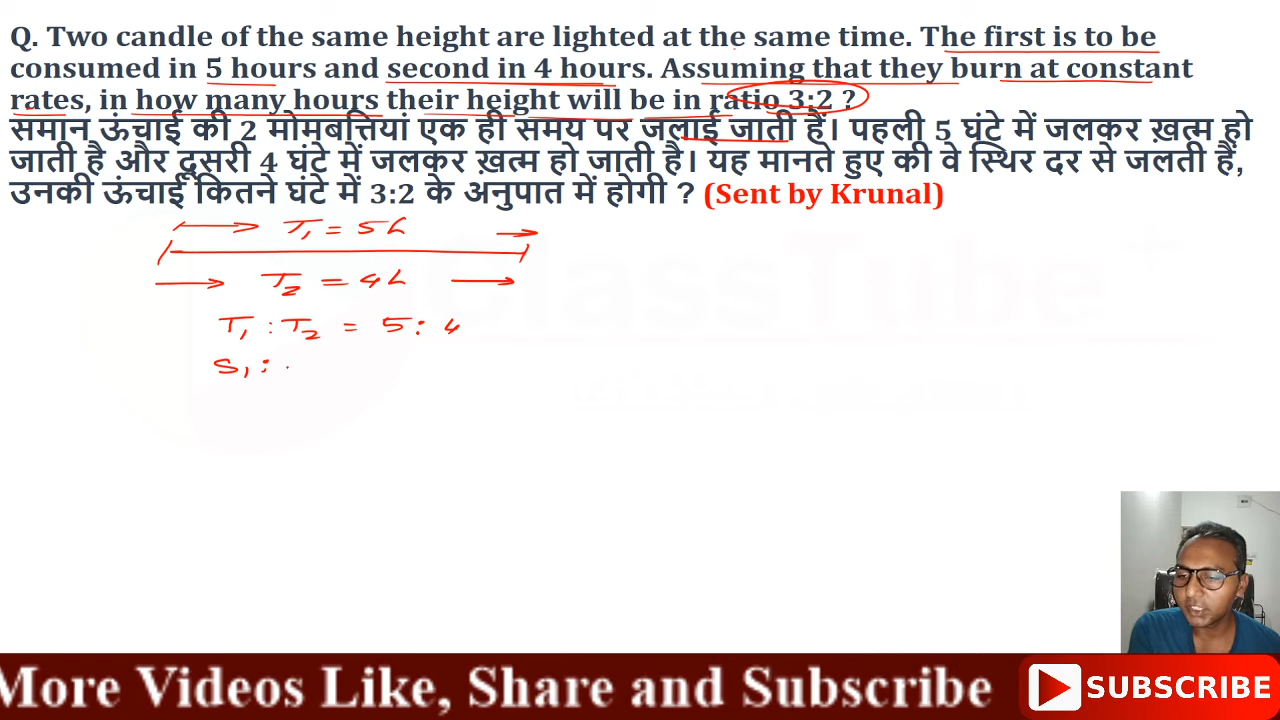 Q. Two candle of the same height are lighted at the same time. The first is to be
consumed in 5 hours and second in 4 hours. Assuming that they burn at constant
rates, in how many hours their height will be in ratio 3:2 ?
समान ऊंचाई की 2 मोमबत्तियां एक ही समय पर जलाई जाती हैं। पहली 5 घंटे में जलकर ख़त्म हो
जाती है और दूसरी 4 घंटे में जलकर ख़त्म हो जाती है। यह मानते हुए की वे स्थिर दर से जलती हैं,
उनकी ऊंचाई कितने घंटे में 3:2 के अनुपात में होगी ? (Sent by Krunal)
T₁ = 5h
T₂ = 4h
T₁ : T₂ = 5 : 4
S₁ :
More Videos Like, Share and Subscribe
SUBSCRIBE